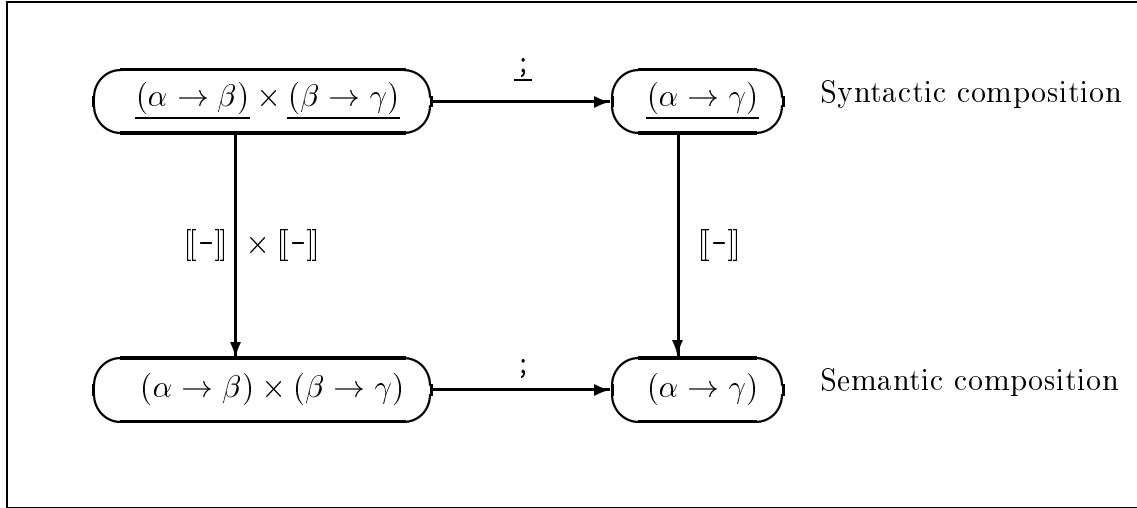 ;
(α → β) × (β → γ) (α → γ) Syntactic composition
⟦-⟧ × ⟦-⟧ ⟦-⟧
;
(α → β) × (β → γ) (α → γ) Semantic composition